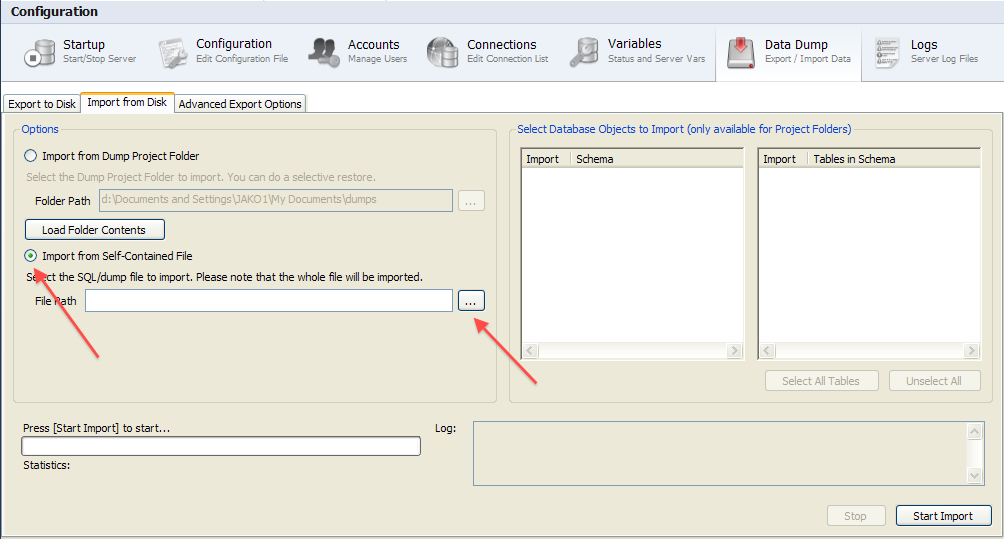 Configuration
Startup
Start/Stop Server
Configuration
Edit Configuration File
Accounts
Manage Users
Connections
Edit Connection List
Variables
Status and Server Vars
Data Dump
Export / Import Data
Logs
Server Log Files
Export to Disk
Import from Disk
Advanced Export Options
Options
Import from Dump Project Folder
Select the Dump Project Folder to import. You can do a selective restore.
Folder Path d:\Documents and Settings\JAKO1\My Documents\dumps ...
Load Folder Contents
Import from Self-Contained File
Select the SQL/dump file to import. Please note that the whole file will be imported.
File Path ...
Select Database Objects to Import (only available for Project Folders)
Import Schema
Import Tables in Schema
Select All Tables
Unselect All
Press [Start Import] to start...
Statistics:
Log:
Stop
Start Import